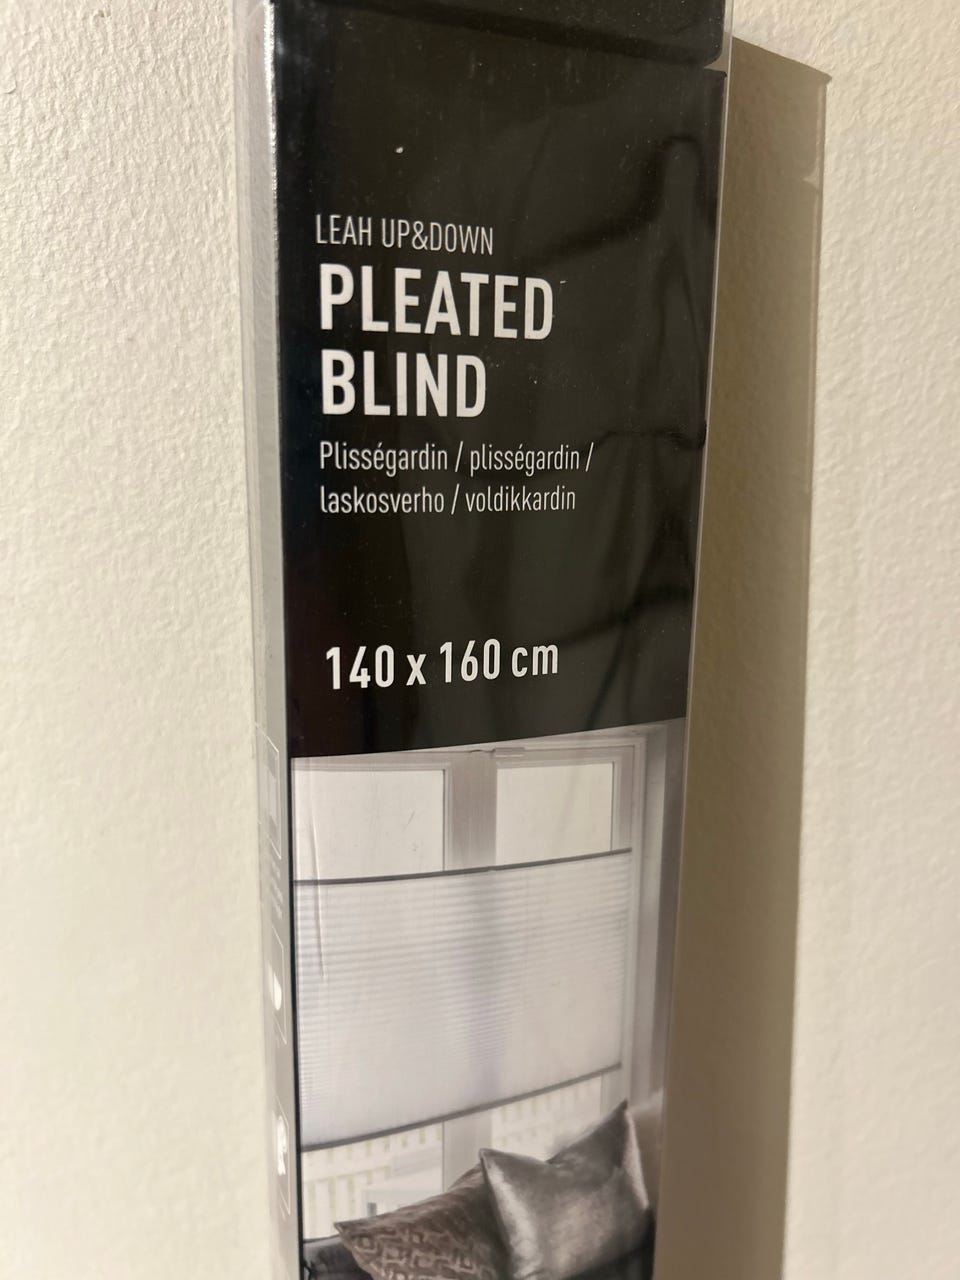 LEAH UP&DOWN
PLEATED
BLIND
Plisségardin / plisségardin /
laskosverho / voldikkardin
140 x 160 cm